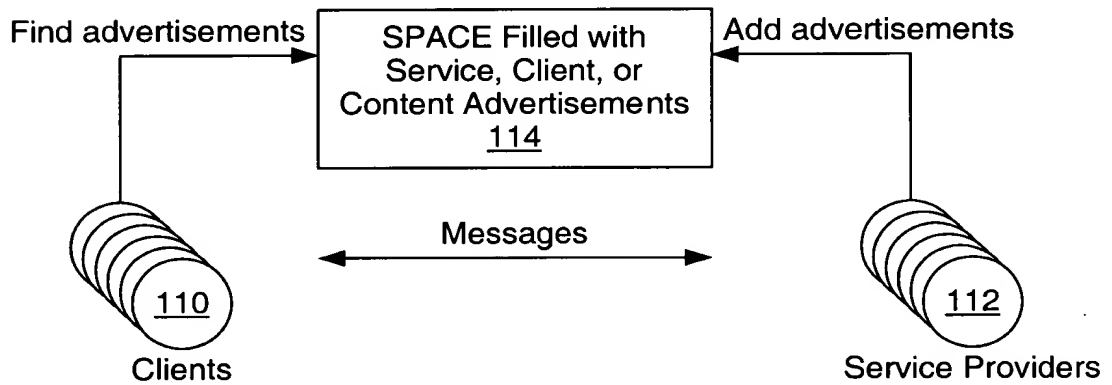 Find advertisements
SPACE Filled with
Service, Client, or
Content Advertisements
114
Add advertisements
Messages
110
Clients
112
Service Providers